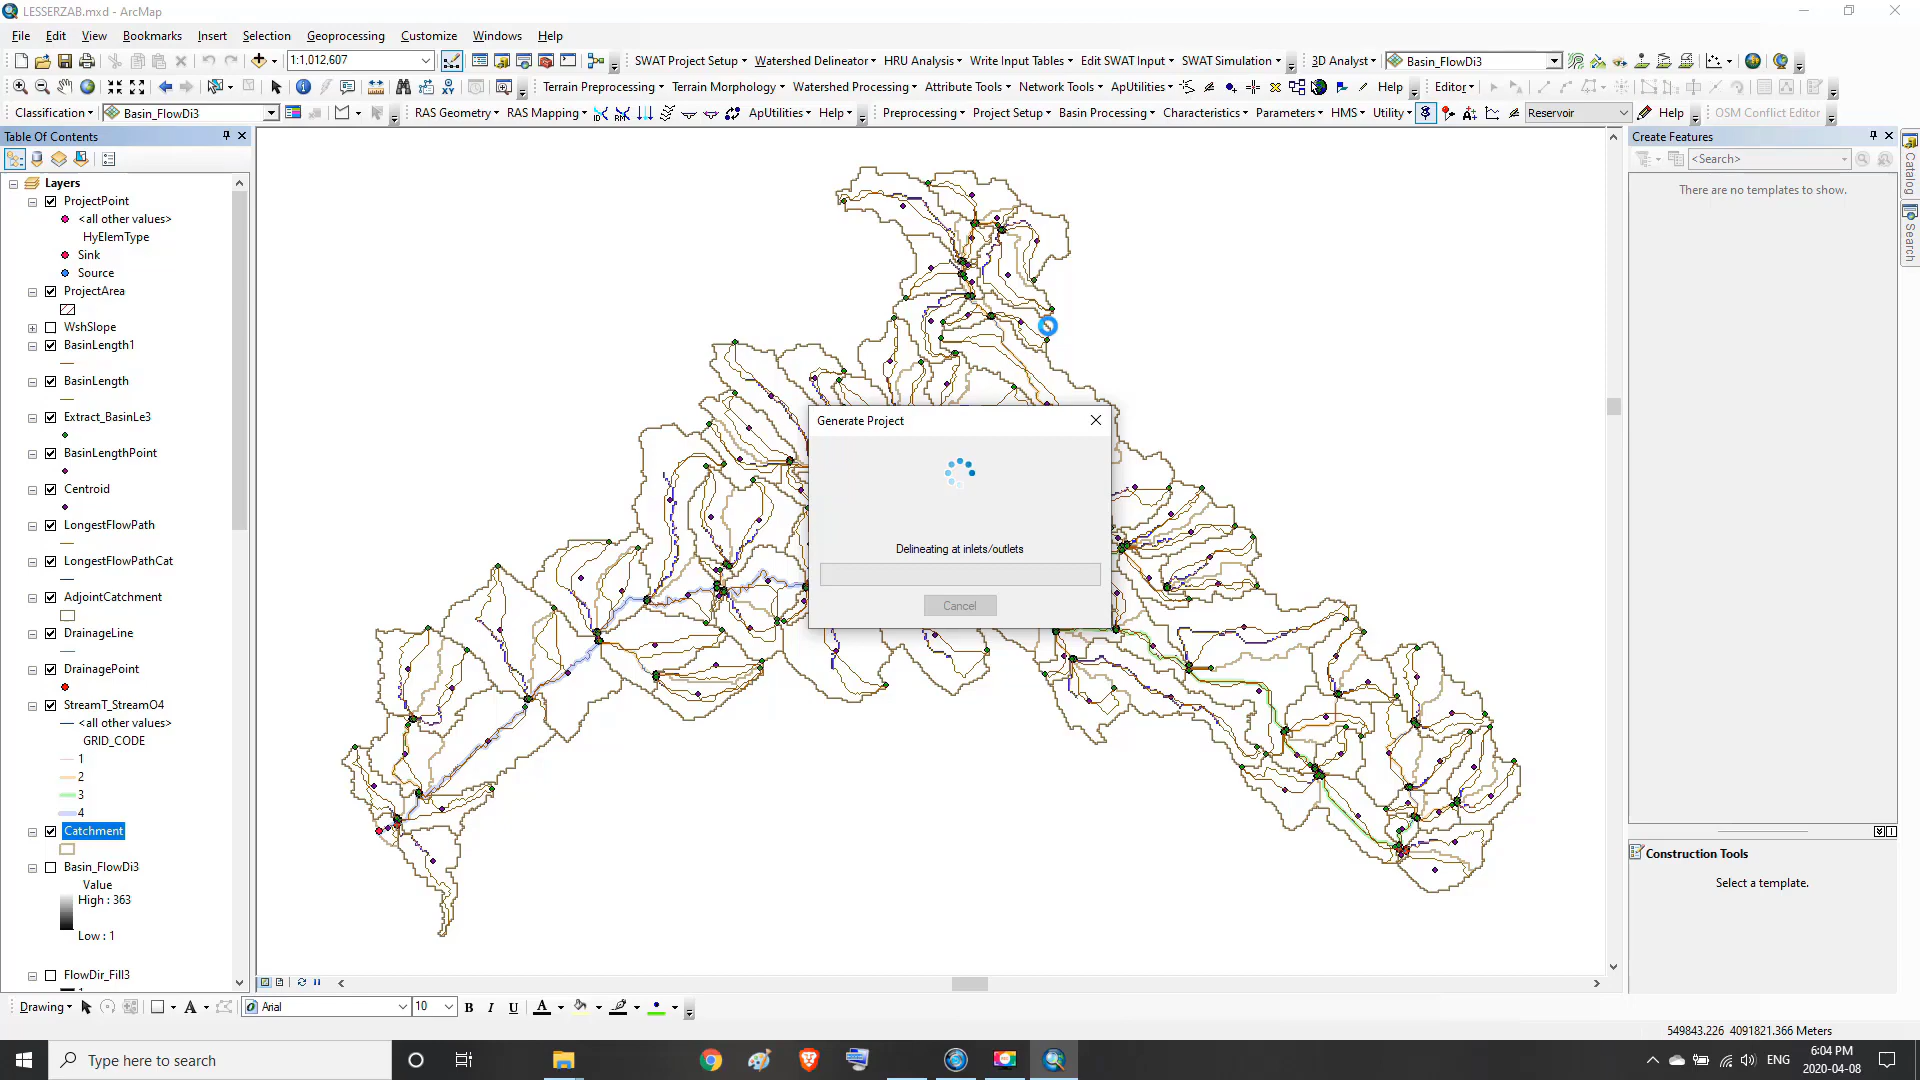 LESSERZAB.mxd - ArcMap
File Edit View Bookmarks Insert Selection Geoprocessing Customize Windows Help
1:1,012,607
SWAT Project Setup Watershed Delineator HRU Analysis Write Input Tables Edit SWAT Input SWAT Simulation 3D Analyst Basin_FlowDi3
Terrain Preprocessing Terrain Morphology Watershed Processing Attribute Tools Network Tools ApUtilities Help Editor
Classification Basin_FlowDi3 RAS Geometry RAS Mapping ApUtilities Help Preprocessing Project Setup Basin Processing Characteristics Parameters HMS Utility Reservoir Help OSM Conflict Editor
Table Of Contents
Layers
ProjectPoint
<all other values>
HyElemType
Sink
Source
ProjectArea
WshSlope
BasinLength1
BasinLength
Extract_BasinLe3
BasinLengthPoint
Centroid
LongestFlowPath
LongestFlowPathCat
AdjointCatchment
DrainageLine
DrainagePoint
StreamT_StreamO4
<all other values>
GRID_CODE
1
2
3
4
Catchment
Basin_FlowDi3
Value
High : 363
Low : 1
FlowDir_Fill3
Generate Project
Delineating at inlets/outlets
Cancel
Create Features
<Search>
There are no templates to show.
Construction Tools
Select a template.
Catalog
Search
Drawing Arial 10 B I U A
549843.226 4091821.366 Meters
Type here to search
ENG
6:04 PM
2020-04-08